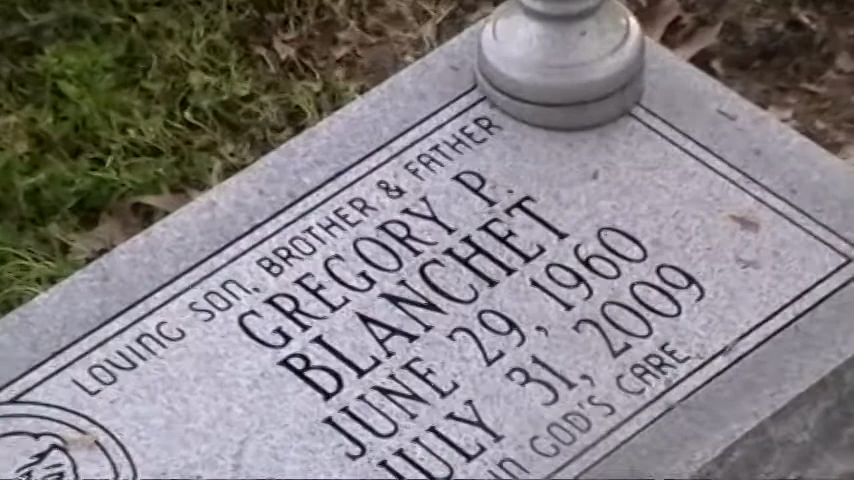 LOVING SON, BROTHER & FATHER
GREGORY P.
BLANCHET
JUNE 29, 1960
JULY 31, 2009
IN GOD'S CARE